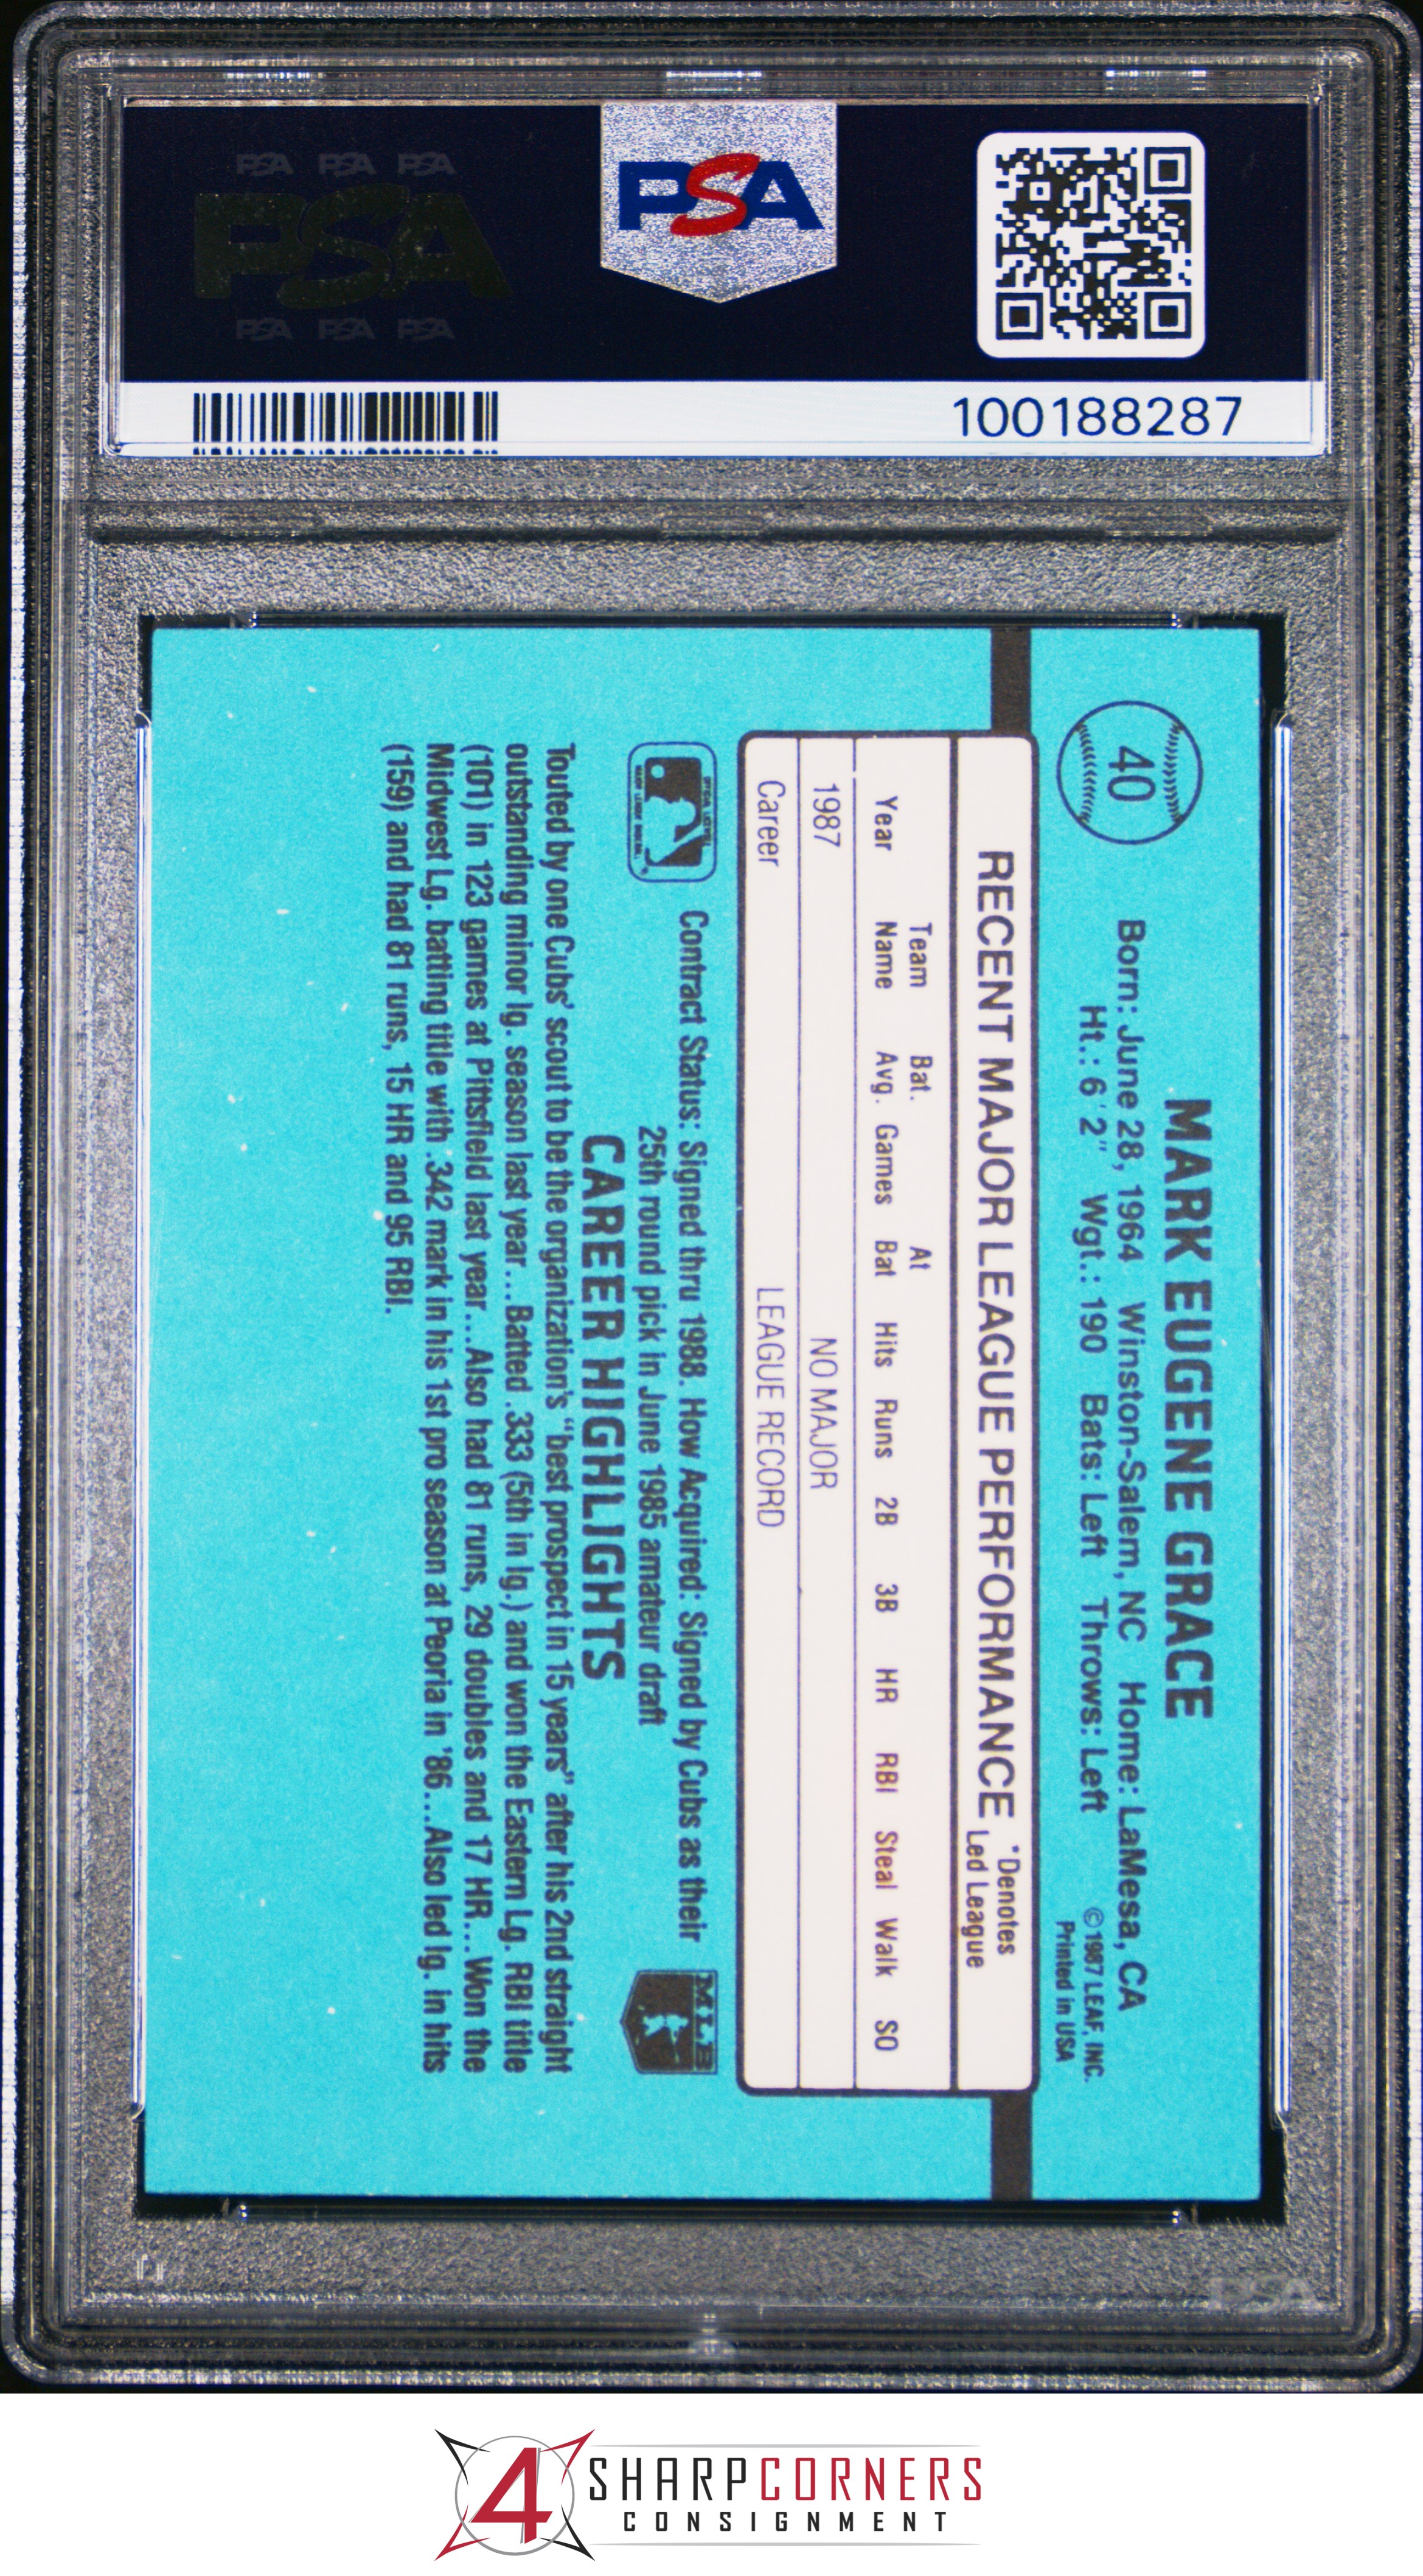 PSA PSA PSA
PSA
PSA PSA PSA
PSA
100188287
40
MARK EUGENE GRACE
Born: June 28, 1964 Winston-Salem, NC Home: LaMesa, CA
Ht.: 6'2" Wgt.: 190 Bats: Left Throws: Left
© 1987 LEAF, INC.
Printed in USA
RECENT MAJOR LEAGUE PERFORMANCE *Denotes
Led League
Team Bat. At
Year Name Avg. Games Bat Hits Runs 2B 3B HR RBI Steal Walk SO
1987 NO MAJOR
Career LEAGUE RECORD
Contract Status: Signed thru 1988. How Acquired: Signed by Cubs as their
25th round pick in June 1985 amateur draft
MLB
CAREER HIGHLIGHTS
Touted by one Cubs' scout to be the organization's "best prospect in 15 years" after his 2nd straight
outstanding minor lg. season last year...Batted .333 (5th in lg.) and won the Eastern Lg. RBI title
(101) in 123 games at Pittsfield last year...Also had 81 runs, 29 doubles and 17 HR...Won the
Midwest Lg. batting title with .342 mark in his 1st pro season at Peoria in '86...Also led lg. in hits
(159) and had 81 runs, 15 HR and 95 RBI.
PSA
4 SHARPCORNERS
CONSIGNMENT